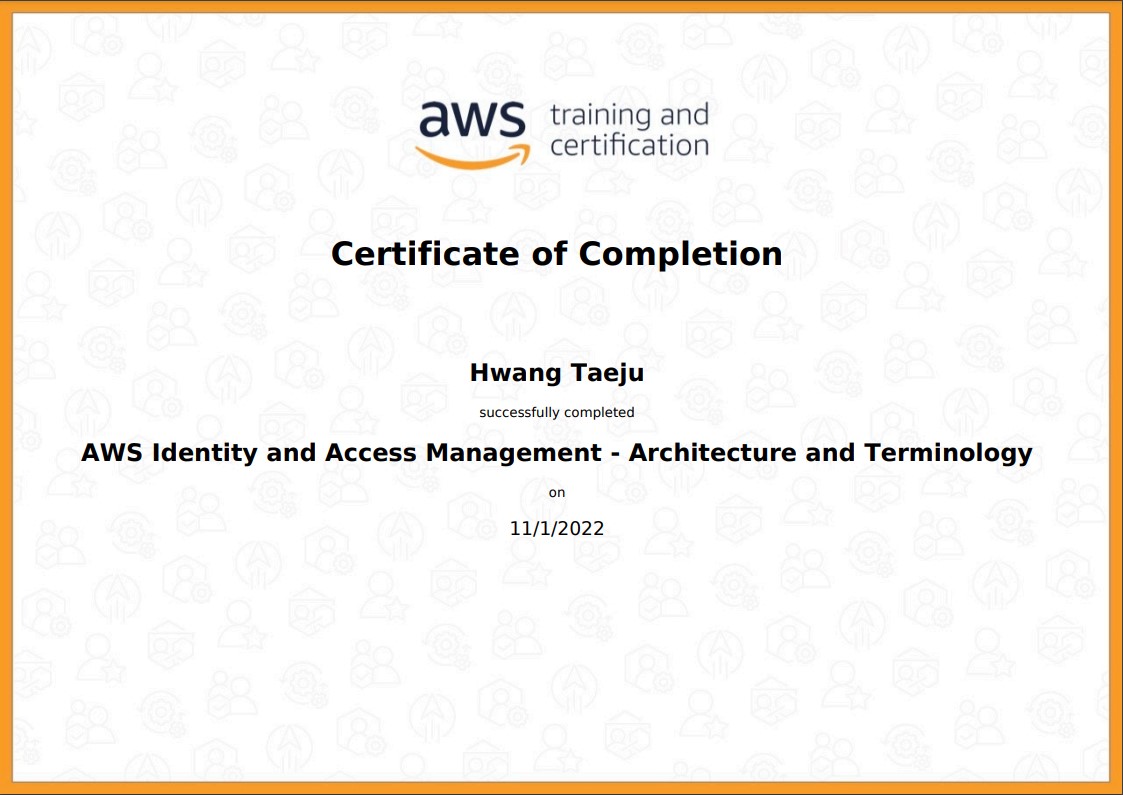 aws training and
certification
Certificate of Completion
Hwang Taeju
successfully completed
AWS Identity and Access Management - Architecture and Terminology
on
11/1/2022